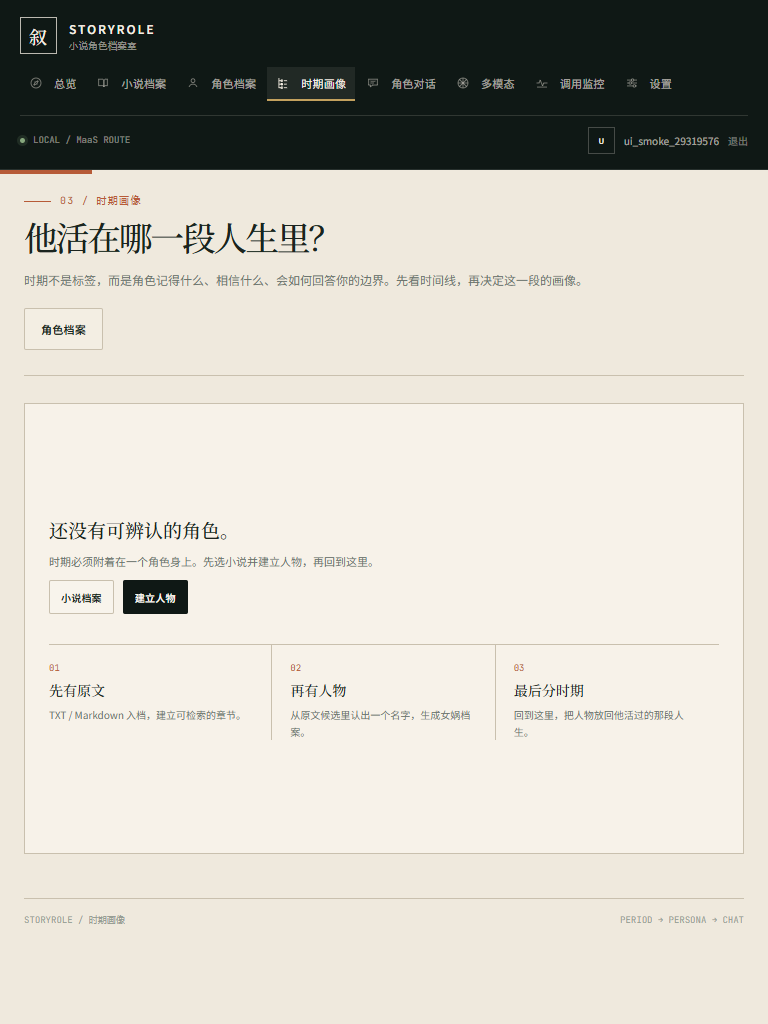 叙
STORYROLE
小说角色档案室
总览 小说档案 角色档案 时期画像 角色对话 多模态 调用监控 设置
LOCAL / MaaS ROUTE
U ui_smoke_29319576 退出
03 / 时期画像
他活在哪一段人生里?
时期不是标签，而是角色记得什么、相信什么、会如何回答你的边界。先看时间线，再决定这一段的画像。
角色档案
还没有可辨认的角色。
时期必须附着在一个角色身上。先选小说并建立人物，再回到这里。
小说档案 建立人物
01
先有原文
TXT / Markdown 入档，建立可检索的章节。
02
再有人物
从原文候选里认出一个名字，生成女娲档
案。
03
最后分时期
回到这里，把人物放回他活过的那段人
生。
STORYROLE / 时期画像
PERIOD → PERSONA → CHAT